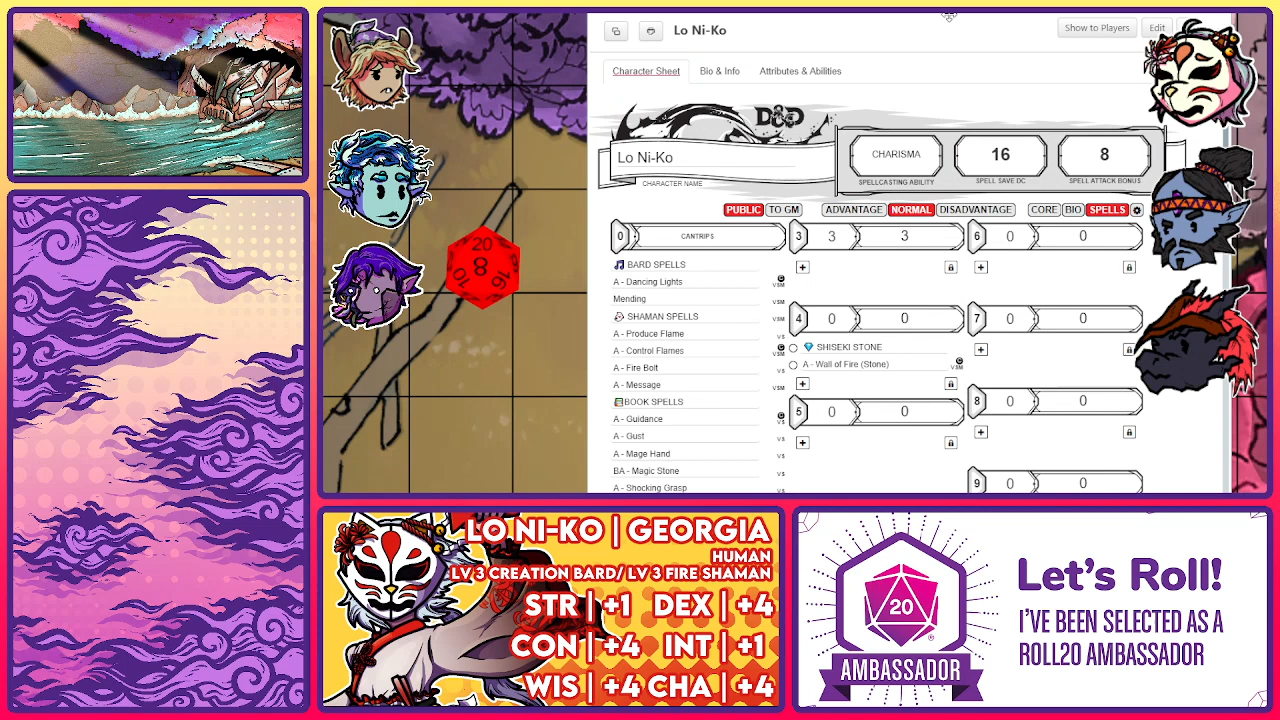 Lo Ni-Ko
Show to Players
Edit
Character Sheet
Bio & Info
Attributes & Abilities
D&D
Lo Ni-Ko
CHARACTER NAME
CHARISMA
SPELLCASTING ABILITY
16
SPELL SAVE DC
8
SPELL ATTACK BONUS
PUBLIC TO GM
ADVANTAGE NORMAL DISADVANTAGE
CORE BIO SPELLS
0 CANTRIPS
BARD SPELLS
A - Dancing Lights
Mending
SHAMAN SPELLS
A - Produce Flame
A - Control Flames
A - Fire Bolt
A - Message
BOOK SPELLS
A - Guidance
A - Gust
A - Mage Hand
BA - Magic Stone
A - Shocking Grasp
3 3 3
4 0 0
SHISEKI STONE
A - Wall of Fire (Stone)
5 0 0
6 0 0
7 0 0
8 0 0
9 0 0
20
8
10
16
LO NI-KO | GEORGIA
HUMAN
LV 3 CREATION BARD/ LV 3 FIRE SHAMAN
STR | +1 DEX | +4
CON | +4 INT | +1
WIS | +4 CHA | +4
20
AMBASSADOR
Let's Roll!
I'VE BEEN SELECTED AS A
ROLL20 AMBASSADOR